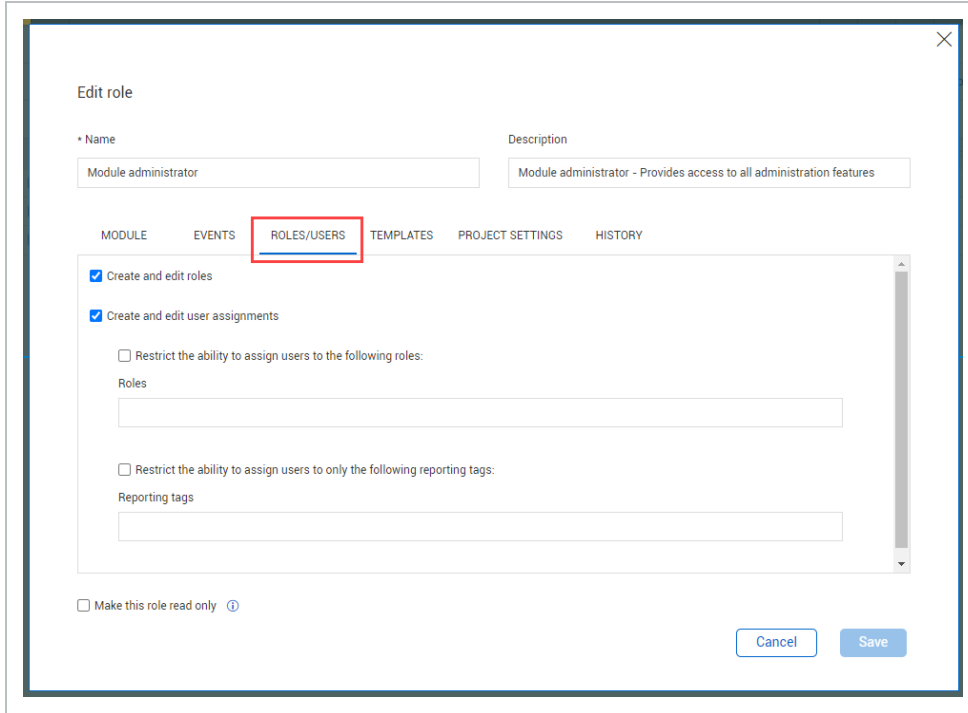 Edit role
* Name
Description
Module administrator
Module administrator - Provides access to all administration features
MODULE EVENTS ROLES/USERS TEMPLATES PROJECT SETTINGS HISTORY
Create and edit roles
Create and edit user assignments
Restrict the ability to assign users to the following roles:
Roles
Restrict the ability to assign users to only the following reporting tags:
Reporting tags
Make this role read only
Cancel Save